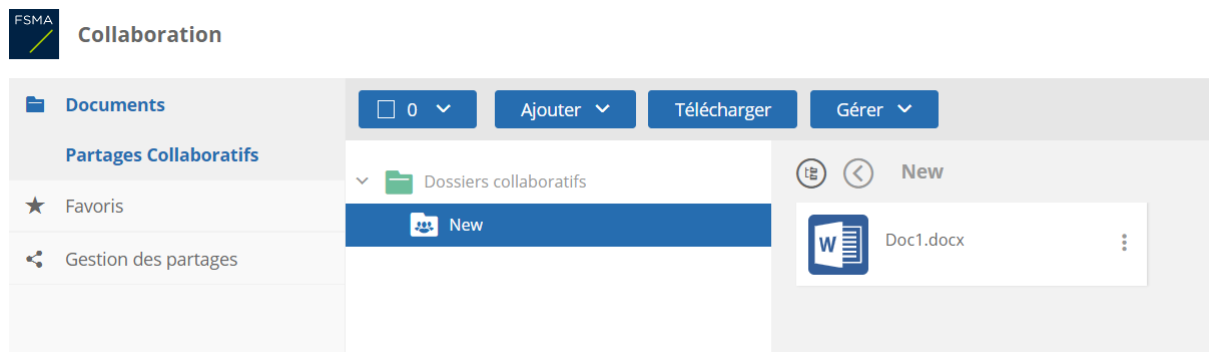 FSMA
Collaboration
Documents
Partages Collaboratifs
Favoris
Gestion des partages
0
Ajouter
Télécharger
Gérer
Dossiers collaboratifs
New
New
W
Doc1.docx